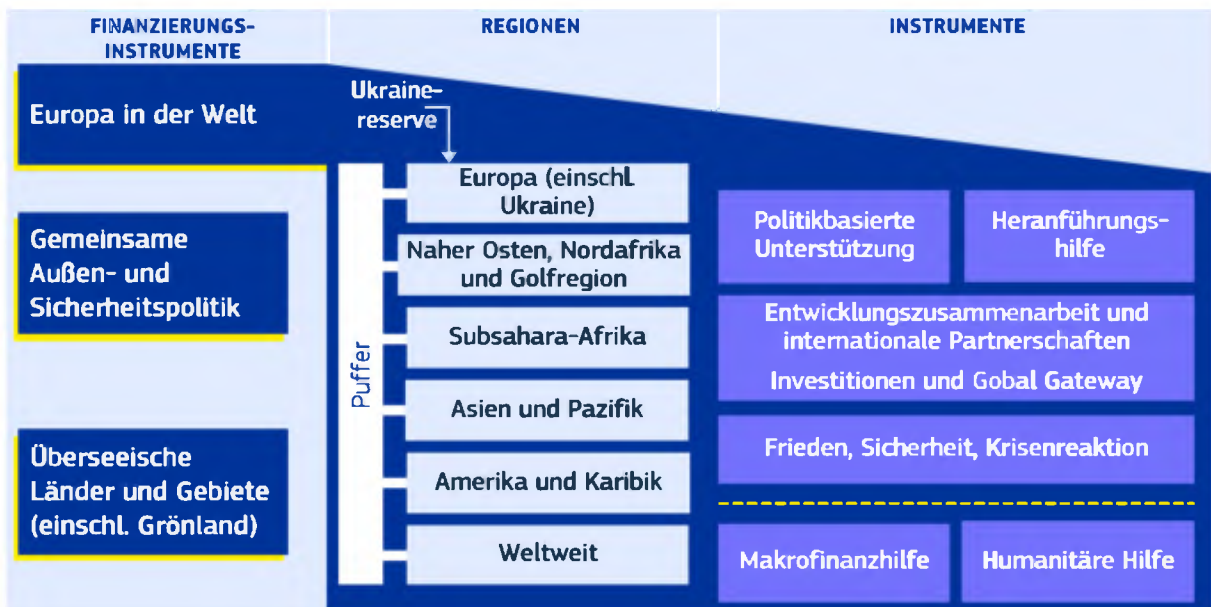 FINANZIERUNGS-
INSTRUMENTE
REGIONEN
INSTRUMENTE
Europa in der Welt
Gemeinsame
Außen- und
Sicherheitspolitik
Überseeische
Länder und Gebiete
(einschl. Grönland)
Ukraine-
reserve
Puffer
Europa (einschl.
Ukraine)
Naher Osten, Nordafrika
und Golfregion
Subsahara-Afrika
Asien und Pazifik
Amerika und Karibik
Weltweit
Politikbasierte
Unterstützung
Heranführungs-
hilfe
Entwicklungszusammenarbeit und
internationale Partnerschaften
Investitionen und Gobal Gateway
Frieden, Sicherheit, Krisenreaktion
Makrofinanzhilfe
Humanitäre Hilfe